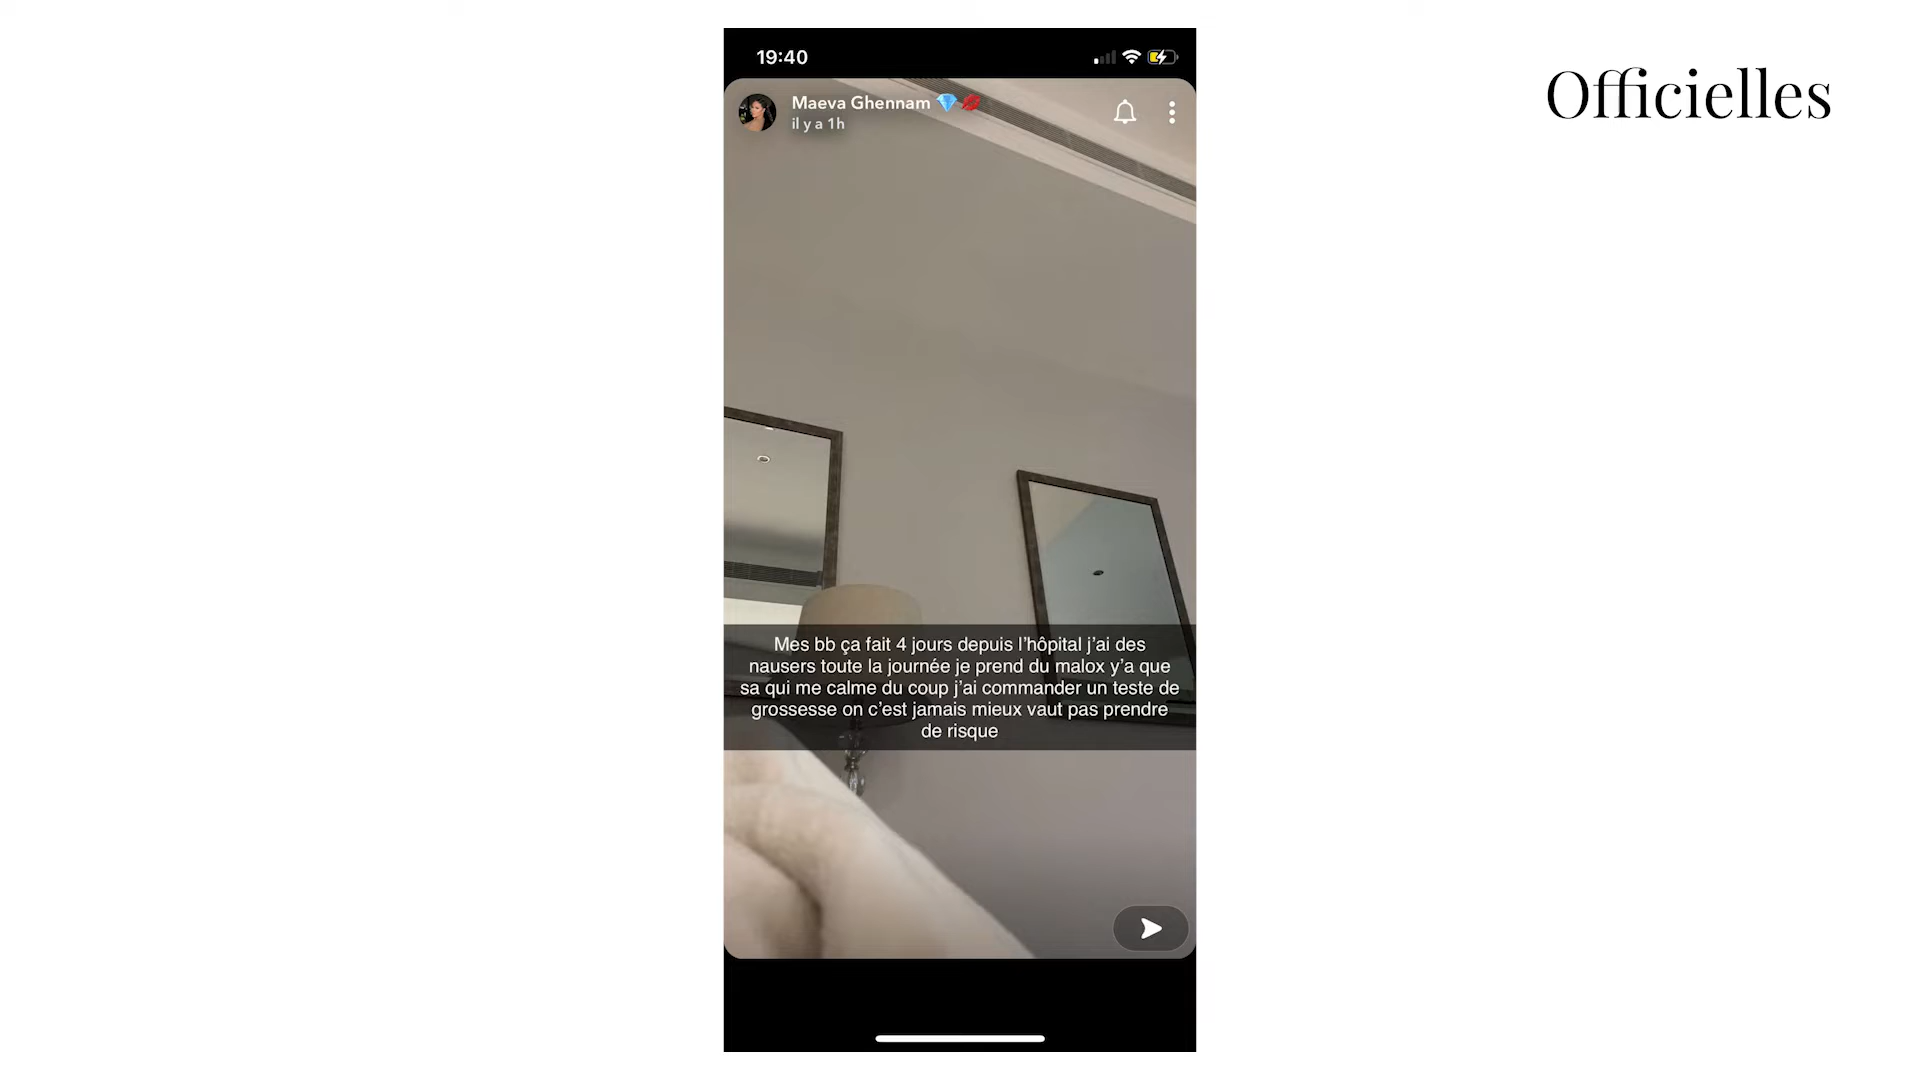 19:40
Officielles
Maeva Ghennam 💎💋
il y a 1h
Mes bb ça fait 4 jours depuis l'hôpital j'ai des
nausers toute la journée je prend du malox y'a que
sa qui me calme du coup j'ai commander un teste de
grossesse on c'est jamais mieux vaut pas prendre
de risque